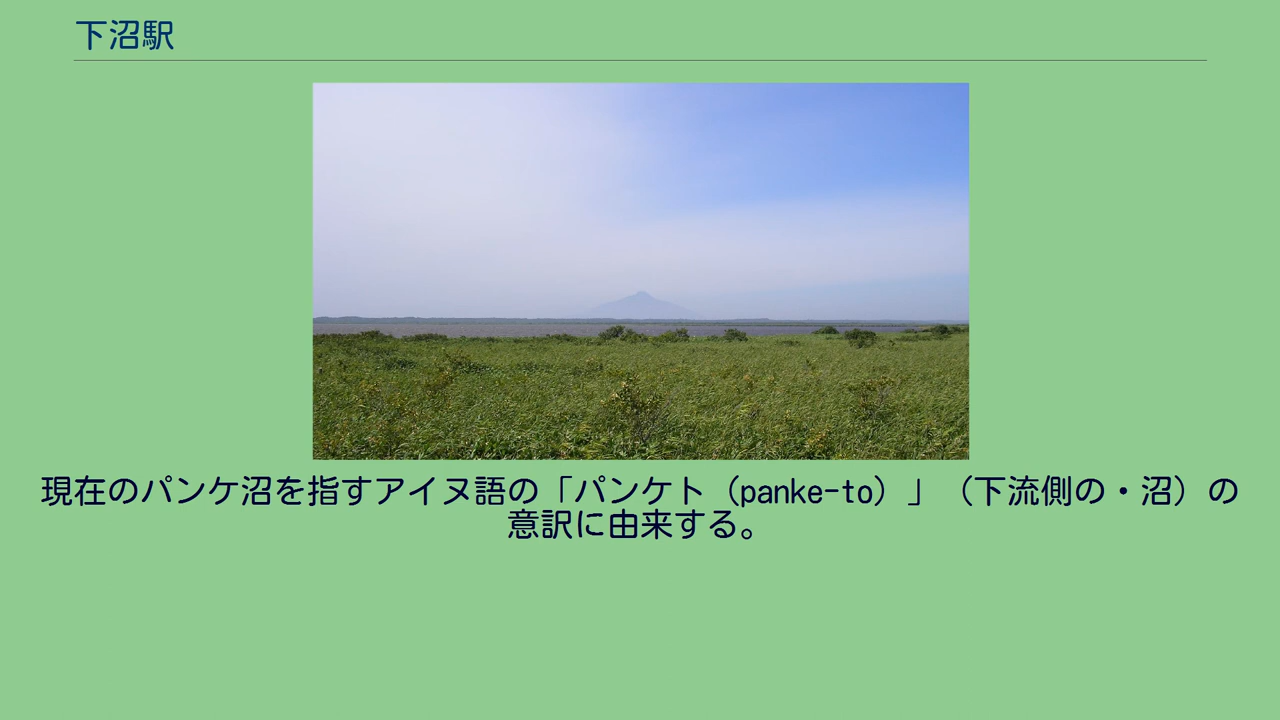 下沼駅
現在のパンケ沼を指すアイヌ語の「パンケト（panke-to）」（下流側の・沼）の
意訳に由来する。